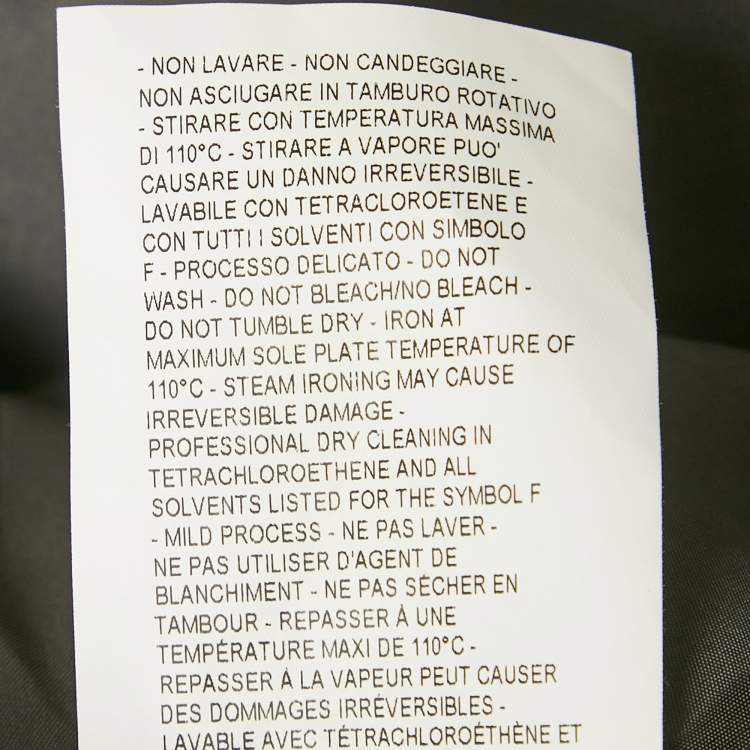 - NON LAVARE - NON CANDEGGIARE -
NON ASCIUGARE IN TAMBURO ROTATIVO
- STIRARE CON TEMPERATURA MASSIMA
DI 110°C - STIRARE A VAPORE PUO'
CAUSARE UN DANNO IRREVERSIBILE -
LAVABILE CON TETRACLOROETENE E
CON TUTTI I SOLVENTI CON SIMBOLO
F - PROCESSO DELICATO - DO NOT
WASH - DO NOT BLEACH/NO BLEACH -
DO NOT TUMBLE DRY - IRON AT
MAXIMUM SOLE PLATE TEMPERATURE OF
110°C - STEAM IRONING MAY CAUSE
IRREVERSIBLE DAMAGE -
PROFESSIONAL DRY CLEANING IN
TETRACHLOROETHENE AND ALL
SOLVENTS LISTED FOR THE SYMBOL F
- MILD PROCESS - NE PAS LAVER -
NE PAS UTILISER D'AGENT DE
BLANCHIMENT - NE PAS SÉCHER EN
TAMBOUR - REPASSER À UNE
TEMPÉRATURE MAXI DE 110°C -
REPASSER À LA VAPEUR PEUT CAUSER
DES DOMMAGES IRRÉVERSIBLES -
LAVABLE AVEC TÉTRACHLOROÉTHÈNE ET